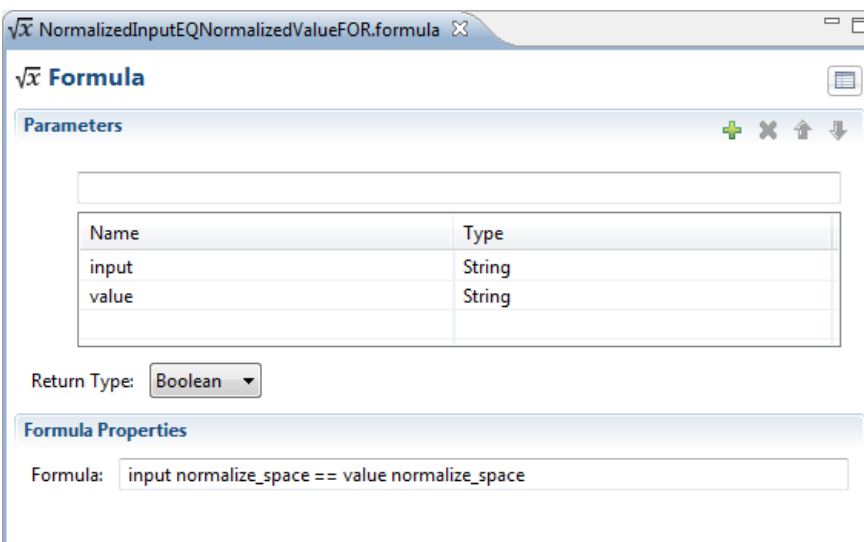 √x NormalizedInputEQNormalizedValueFOR.formula
√x Formula
Parameters
Name Type
input String
value String
Return Type: Boolean
Formula Properties
Formula: input normalize_space == value normalize_space